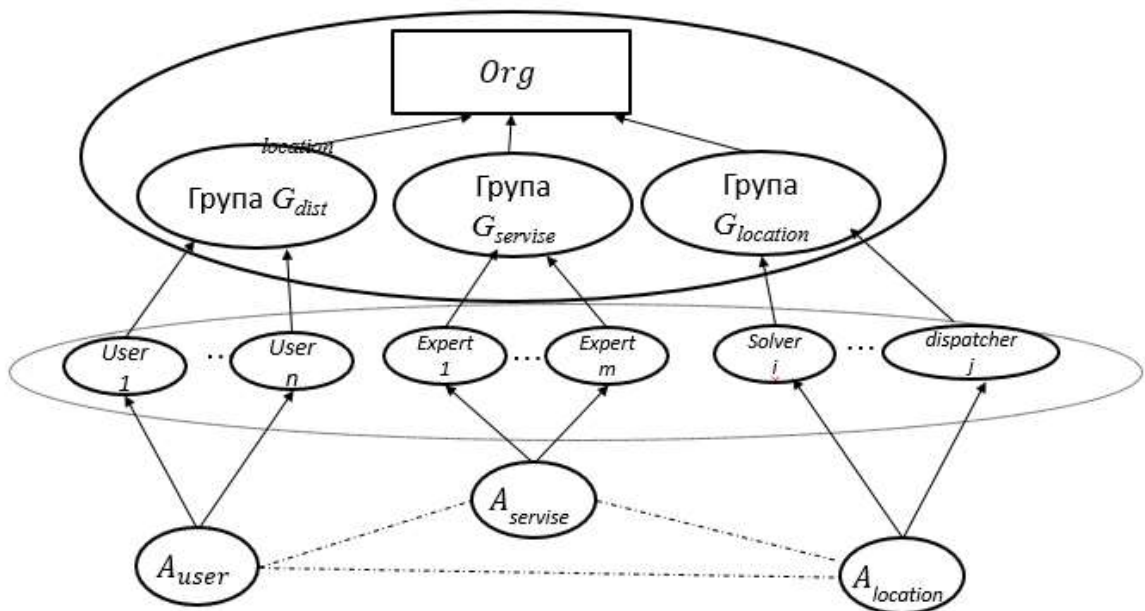 Org
location
Група G_dist
Група
G_servise
Група
G_location
User
1
..
User
n
Expert
1
....
Expert
m
Solver
i
...
dispatcher
j
A_servise
A_user
A_location